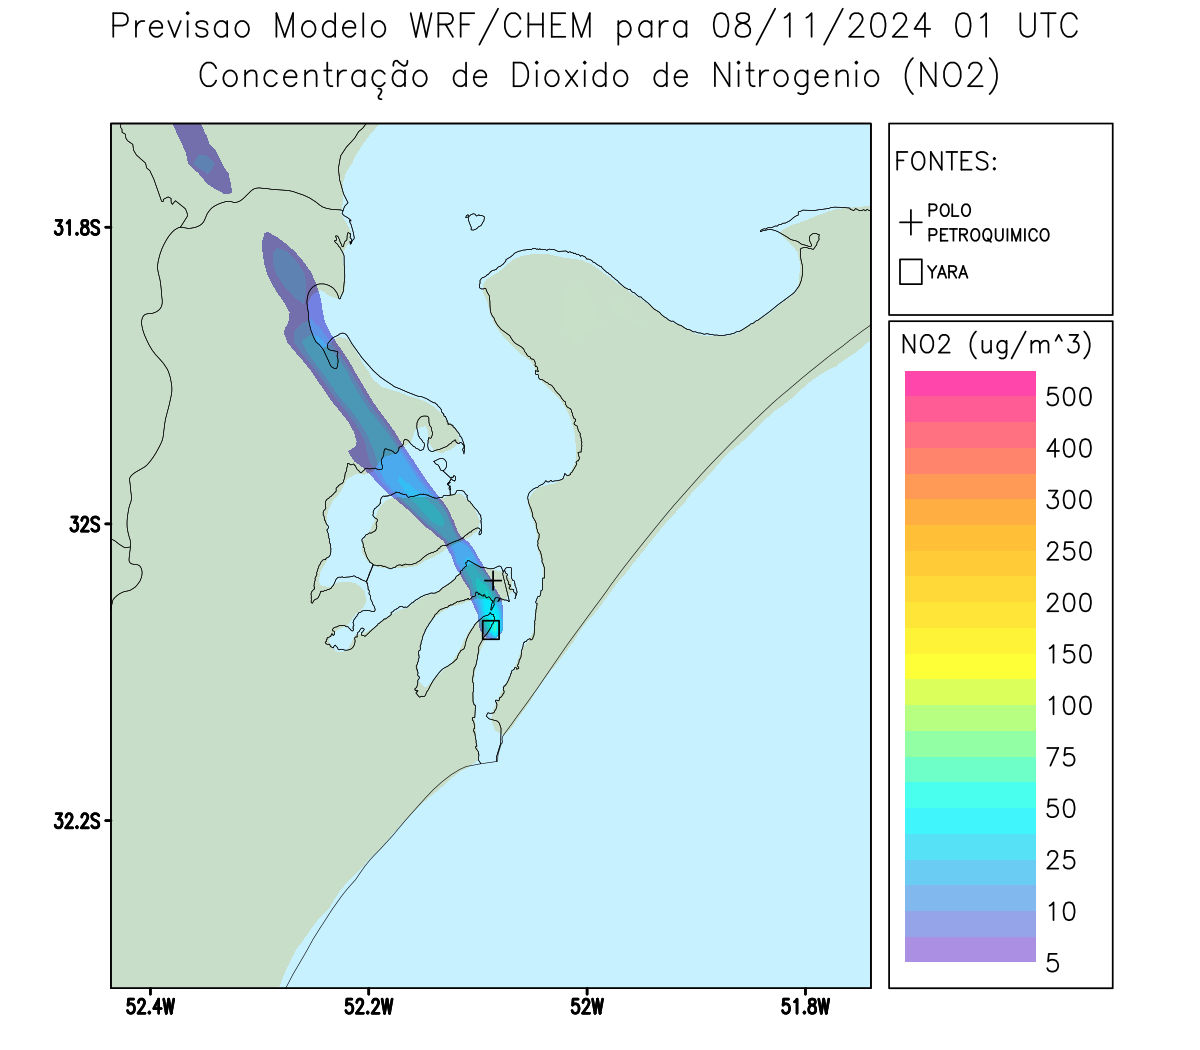 Previsao Modelo WRF/CHEM para 08/11/2024 01 UTC
Concentração de Dioxido de Nitrogenio (NO2)
FONTES:
POLO
PETROQUIMICO
YARA
NO2 (ug/m^3)
500
400
300
250
200
150
100
75
50
25
10
5
31.8S
32S
32.2S
52.4W
52.2W
52W
51.8W